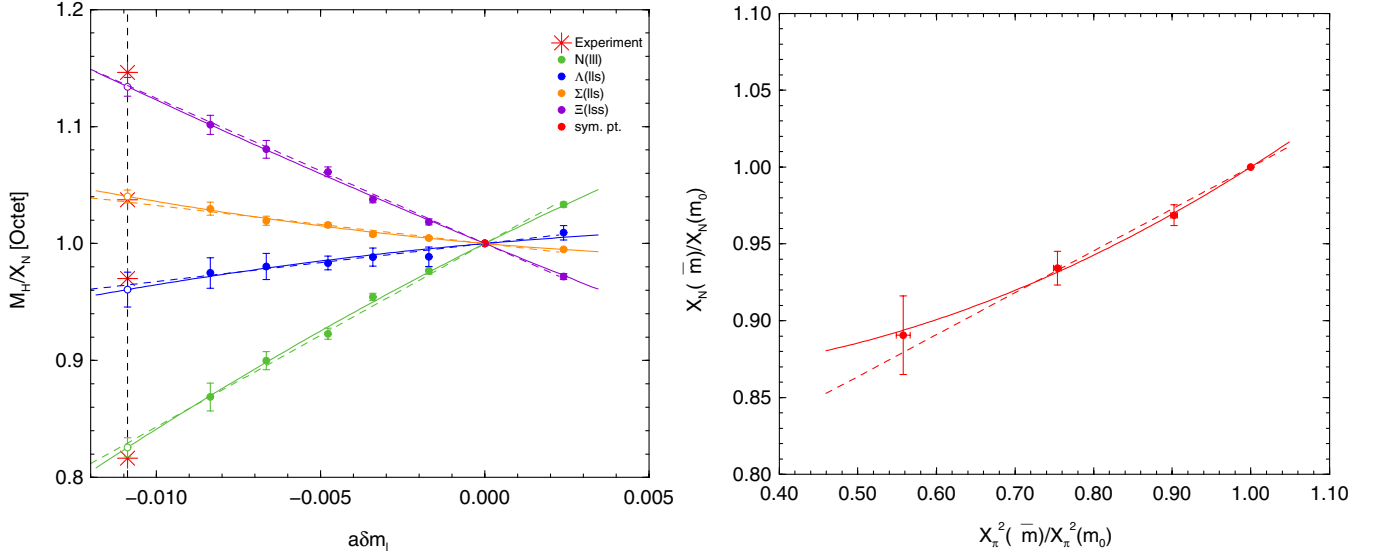 1.2
1.1
1.0
0.9
0.8
M_H/X_N [Octet]
−0.010
−0.005
0.000
0.005
aδm_l
Experiment
N(lll)
Λ(lls)
Σ(lls)
Ξ(lss)
sym. pt.
1.10
1.05
1.00
0.95
0.90
0.85
0.80
X_N(m̄)/X_N(m_0)
0.40
0.50
0.60
0.70
0.80
0.90
1.00
1.10
X_π^2(m̄)/X_π^2(m_0)